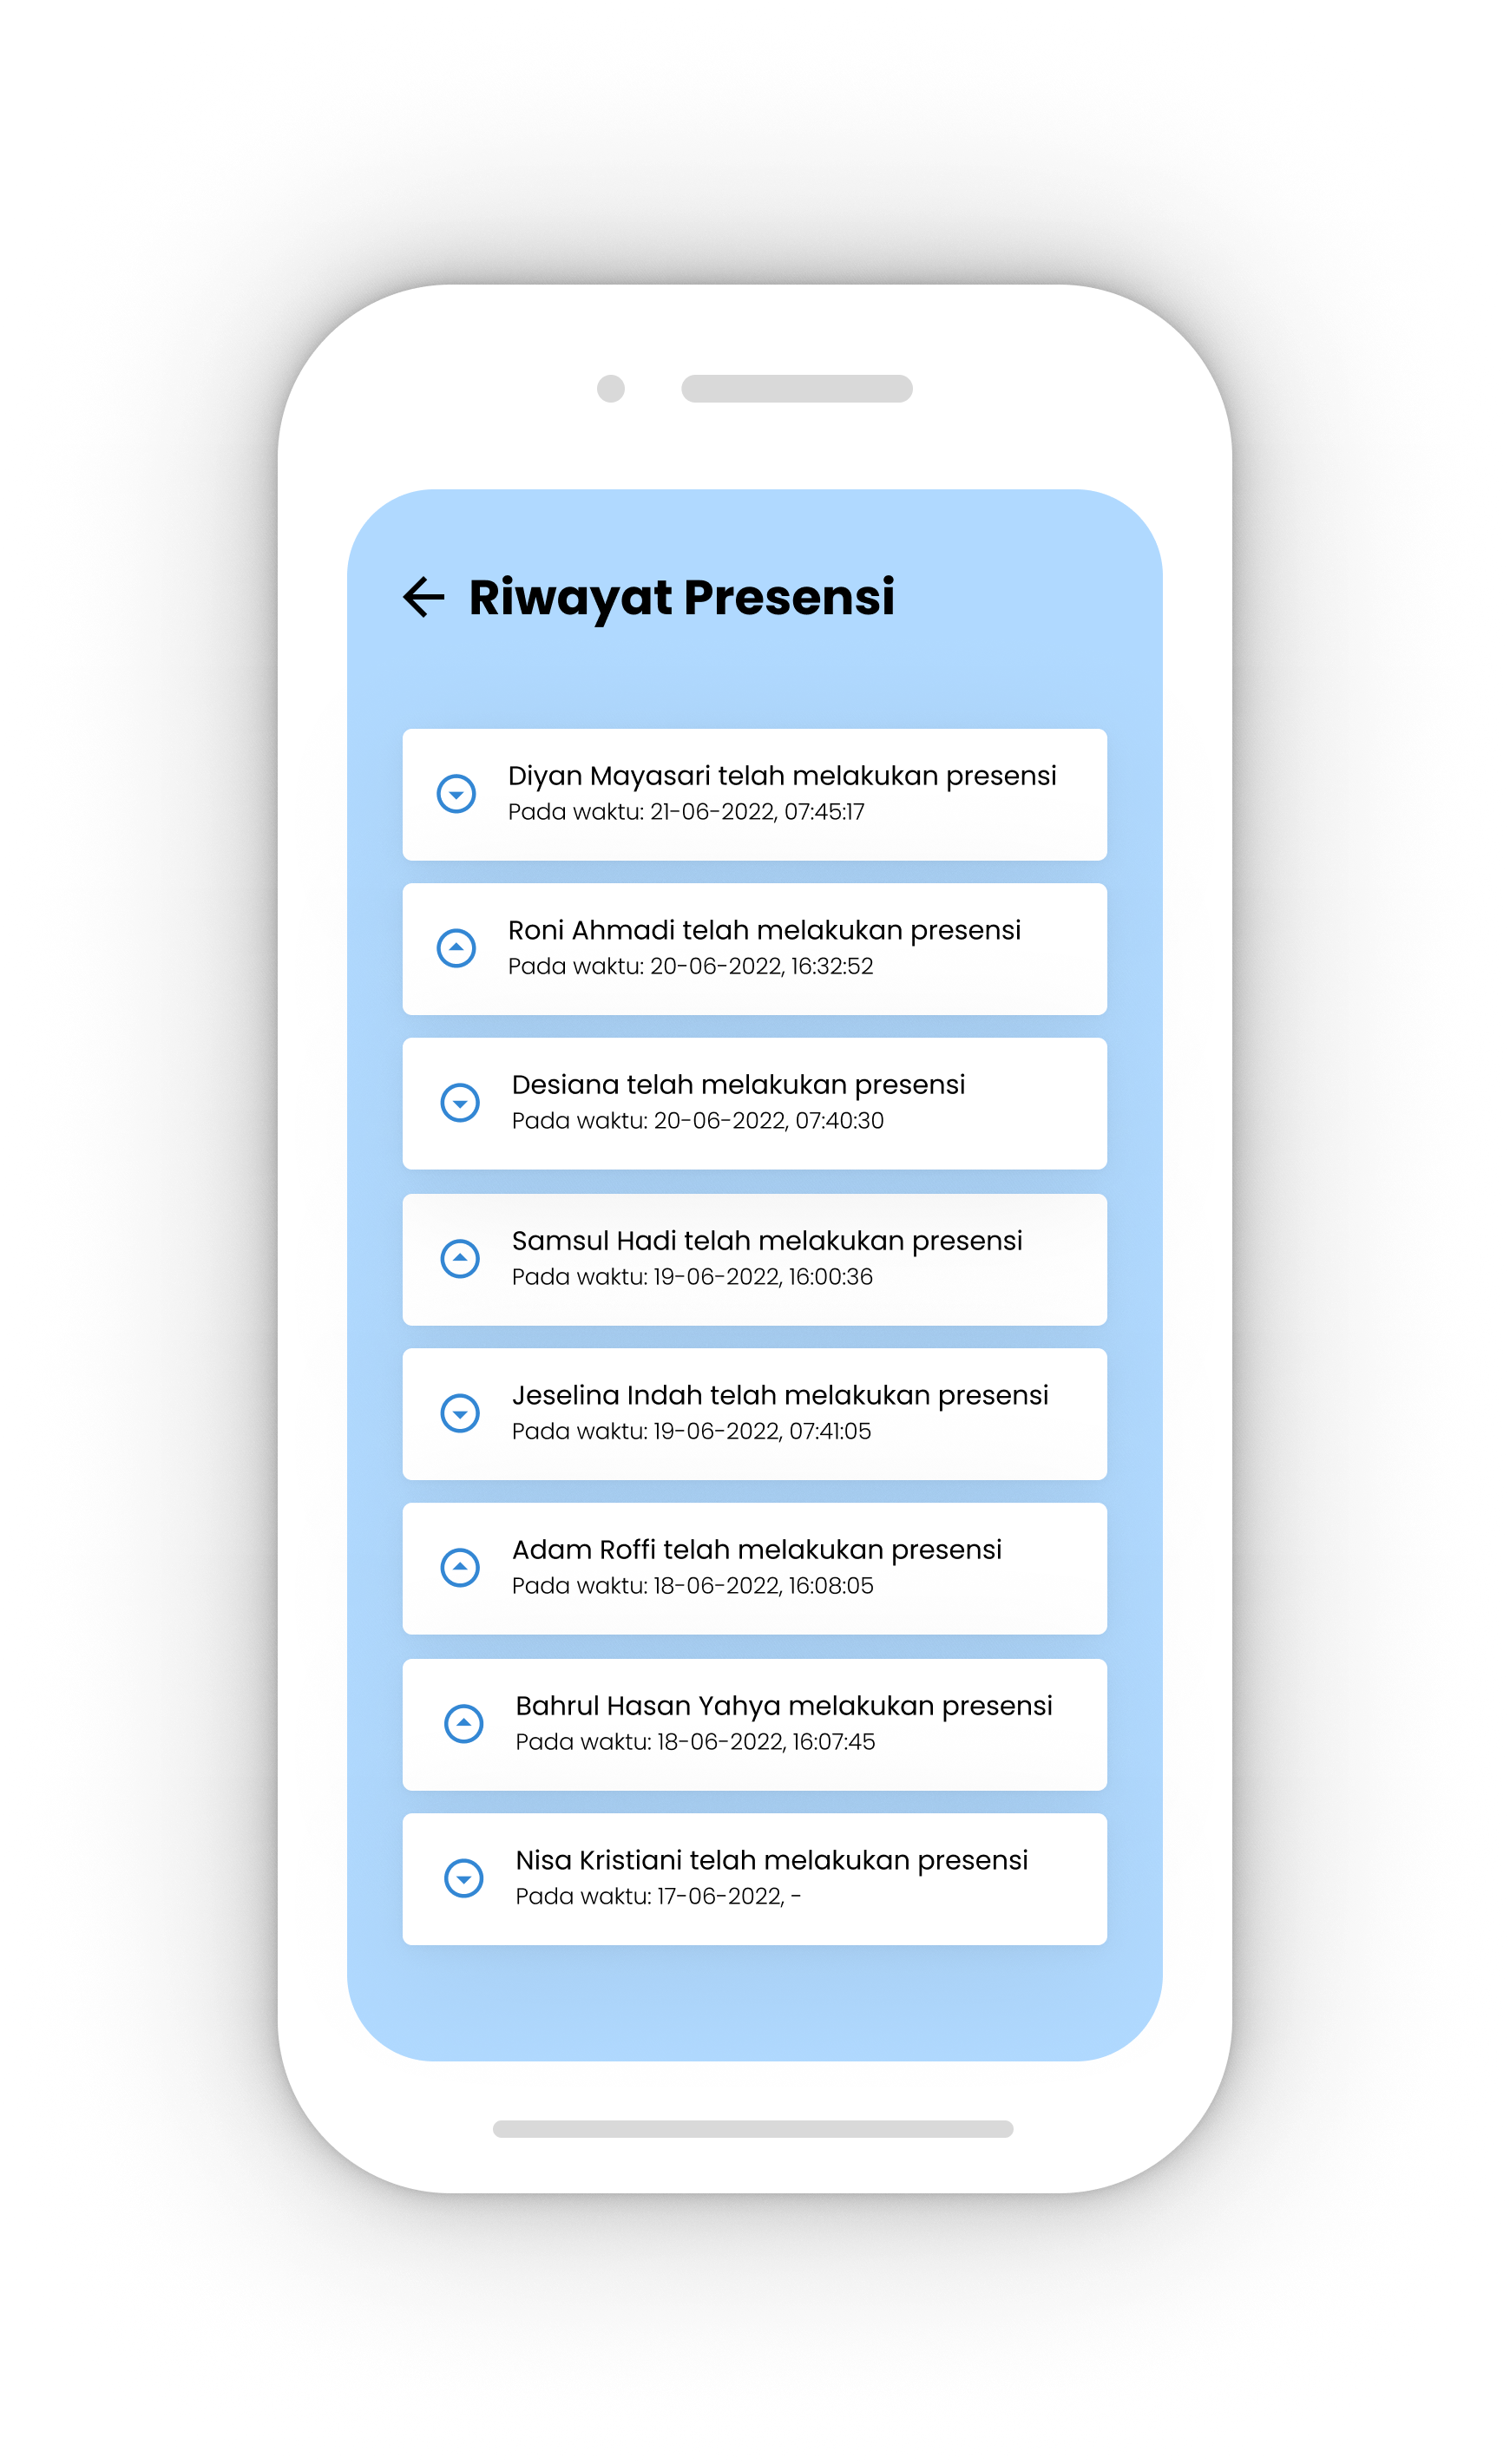 Riwayat Presensi
Diyan Mayasari telah melakukan presensi
Pada waktu: 21-06-2022, 07:45:17
Roni Ahmadi telah melakukan presensi
Pada waktu: 20-06-2022, 16:32:52
Desiana telah melakukan presensi
Pada waktu: 20-06-2022, 07:40:30
Samsul Hadi telah melakukan presensi
Pada waktu: 19-06-2022, 16:00:36
Jeselina Indah telah melakukan presensi
Pada waktu: 19-06-2022, 07:41:05
Adam Roffi telah melakukan presensi
Pada waktu: 18-06-2022, 16:08:05
Bahrul Hasan Yahya melakukan presensi
Pada waktu: 18-06-2022, 16:07:45
Nisa Kristiani telah melakukan presensi
Pada waktu: 17-06-2022, -